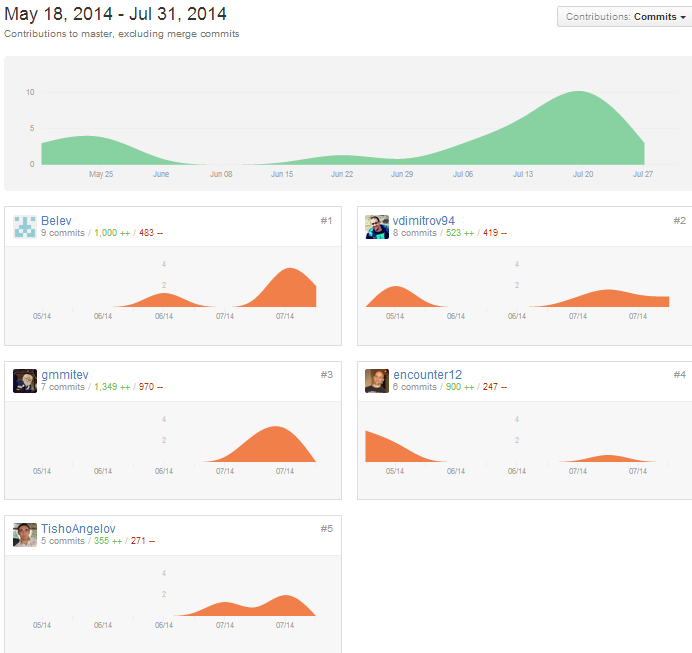 May 18, 2014 - Jul 31, 2014
Contributions: Commits
Contributions to master, excluding merge commits
10
5
0
May 25 June Jun 08 Jun 15 Jun 22 Jun 29 Jul 06 Jul 13 Jul 20 Jul 27
Belev #1
9 commits / 1,000 ++ / 483 --
4
2
05/14 06/14 06/14 07/14 07/14
vdimitrov94 #2
8 commits / 523 ++ / 419 --
4
2
05/14 06/14 06/14 07/14 07/14
gmmitev #3
7 commits / 1,349 ++ / 970 --
4
2
05/14 06/14 06/14 07/14 07/14
encounter12 #4
6 commits / 900 ++ / 247 --
4
2
05/14 06/14 06/14 07/14 07/14
TishoAngelov #5
5 commits / 355 ++ / 271 --
4
2
05/14 06/14 06/14 07/14 07/14